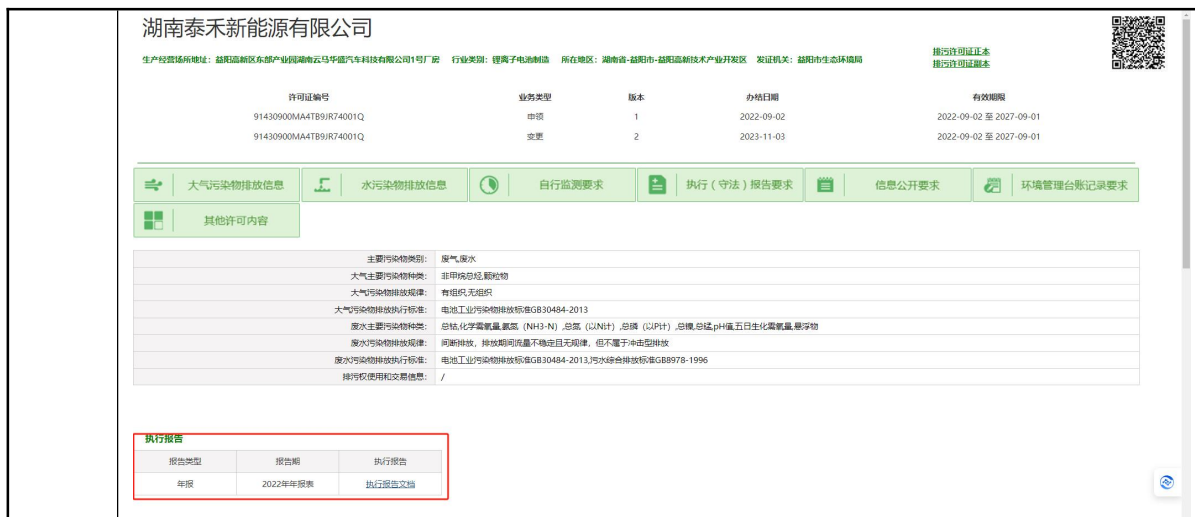 湖南泰禾新能源有限公司
生产经营场所地址：益阳高新区东部产业园湖南云马华盛汽车科技有限公司1号厂房 行业类别：锂离子电池制造 所在地区：湖南省-益阳市-益阳高新技术产业开发区 发证机关：益阳市生态环境局
排污许可证正本
排污许可证副本
许可证编号 业务类型 版本 办结日期 有效期限
91430900MA4TB9JR74001Q 申领 1 2022-09-02 2022-09-02 至 2027-09-01
91430900MA4TB9JR74001Q 变更 2 2023-11-03 2022-09-02 至 2027-09-01
大气污染物排放信息 水污染物排放信息 自行监测要求 执行（守法）报告要求 信息公开要求 环境管理台账记录要求
其他许可内容
主要污染物类别： 废气,废水
大气主要污染物种类： 非甲烷总烃,颗粒物
大气污染物排放规律： 有组织,无组织
大气污染物排放执行标准： 电池工业污染物排放标准GB30484-2013
废水主要污染物种类： 总钴,化学需氧量,氨氮（NH3-N）,总氮（以N计）,总磷（以P计）,总镍,总锰,pH值,五日生化需氧量,悬浮物
废水污染物排放规律： 间断排放，排放期间流量不稳定且无规律，但不属于冲击型排放
废水污染物排放执行标准： 电池工业污染物排放标准GB30484-2013,污水综合排放标准GB8978-1996
排污权使用和交易信息： /
执行报告
报告类型 报告期 执行报告
年报 2022年年报表 执行报告文档